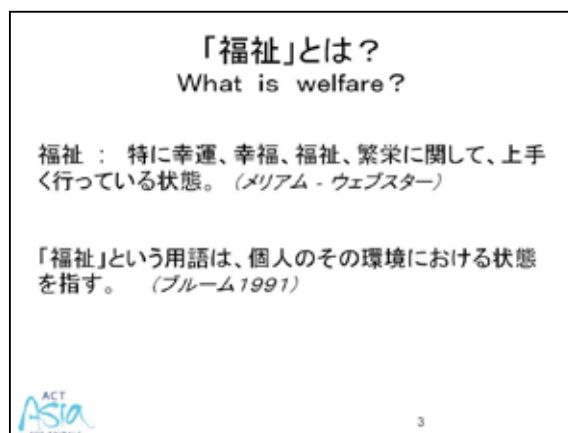 「福祉」とは？
What is welfare？
福祉 ： 特に幸運、幸福、福祉、繁栄に関して、上手
く行っている状態。 （メリアム - ウェブスター）
「福祉」という用語は、個人のその環境における状態
を指す。 （ブルーム1991）
ACT
Asia
3